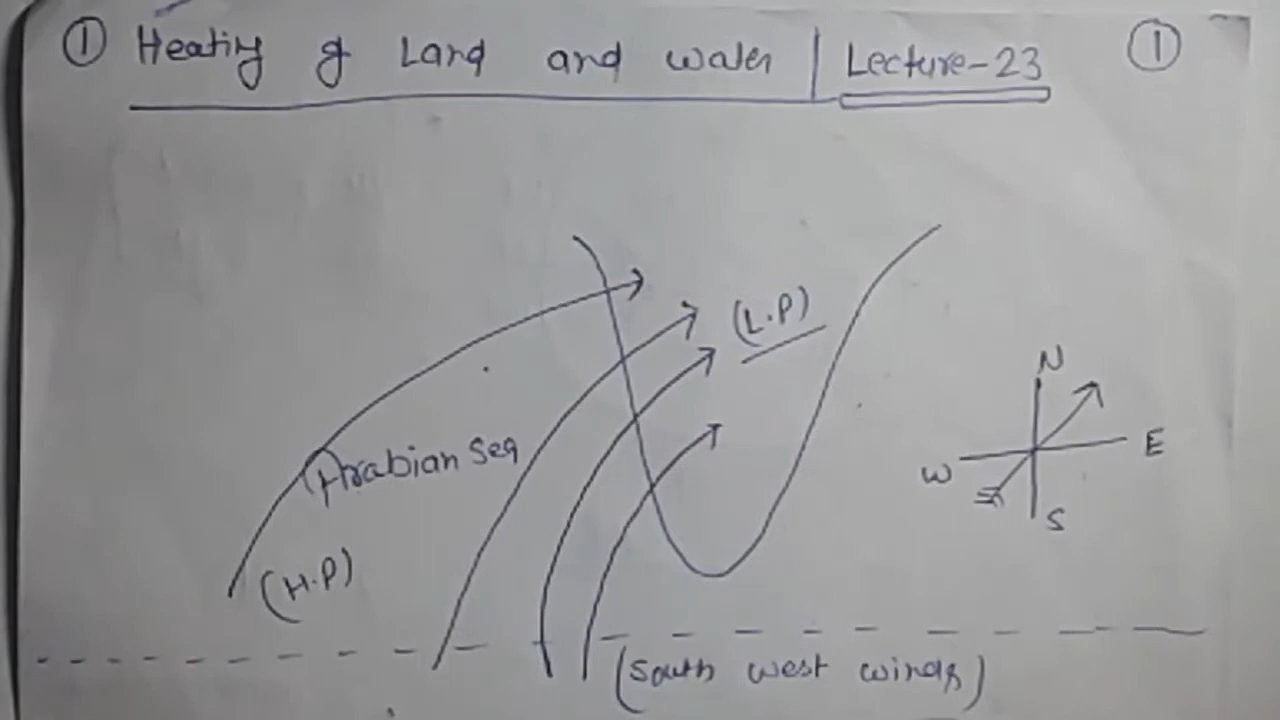 ① Heating of Land and water | Lecture-23 ①
(L.P)
N
Arabian Sea
W E
S
(H.P)
(South west winds)